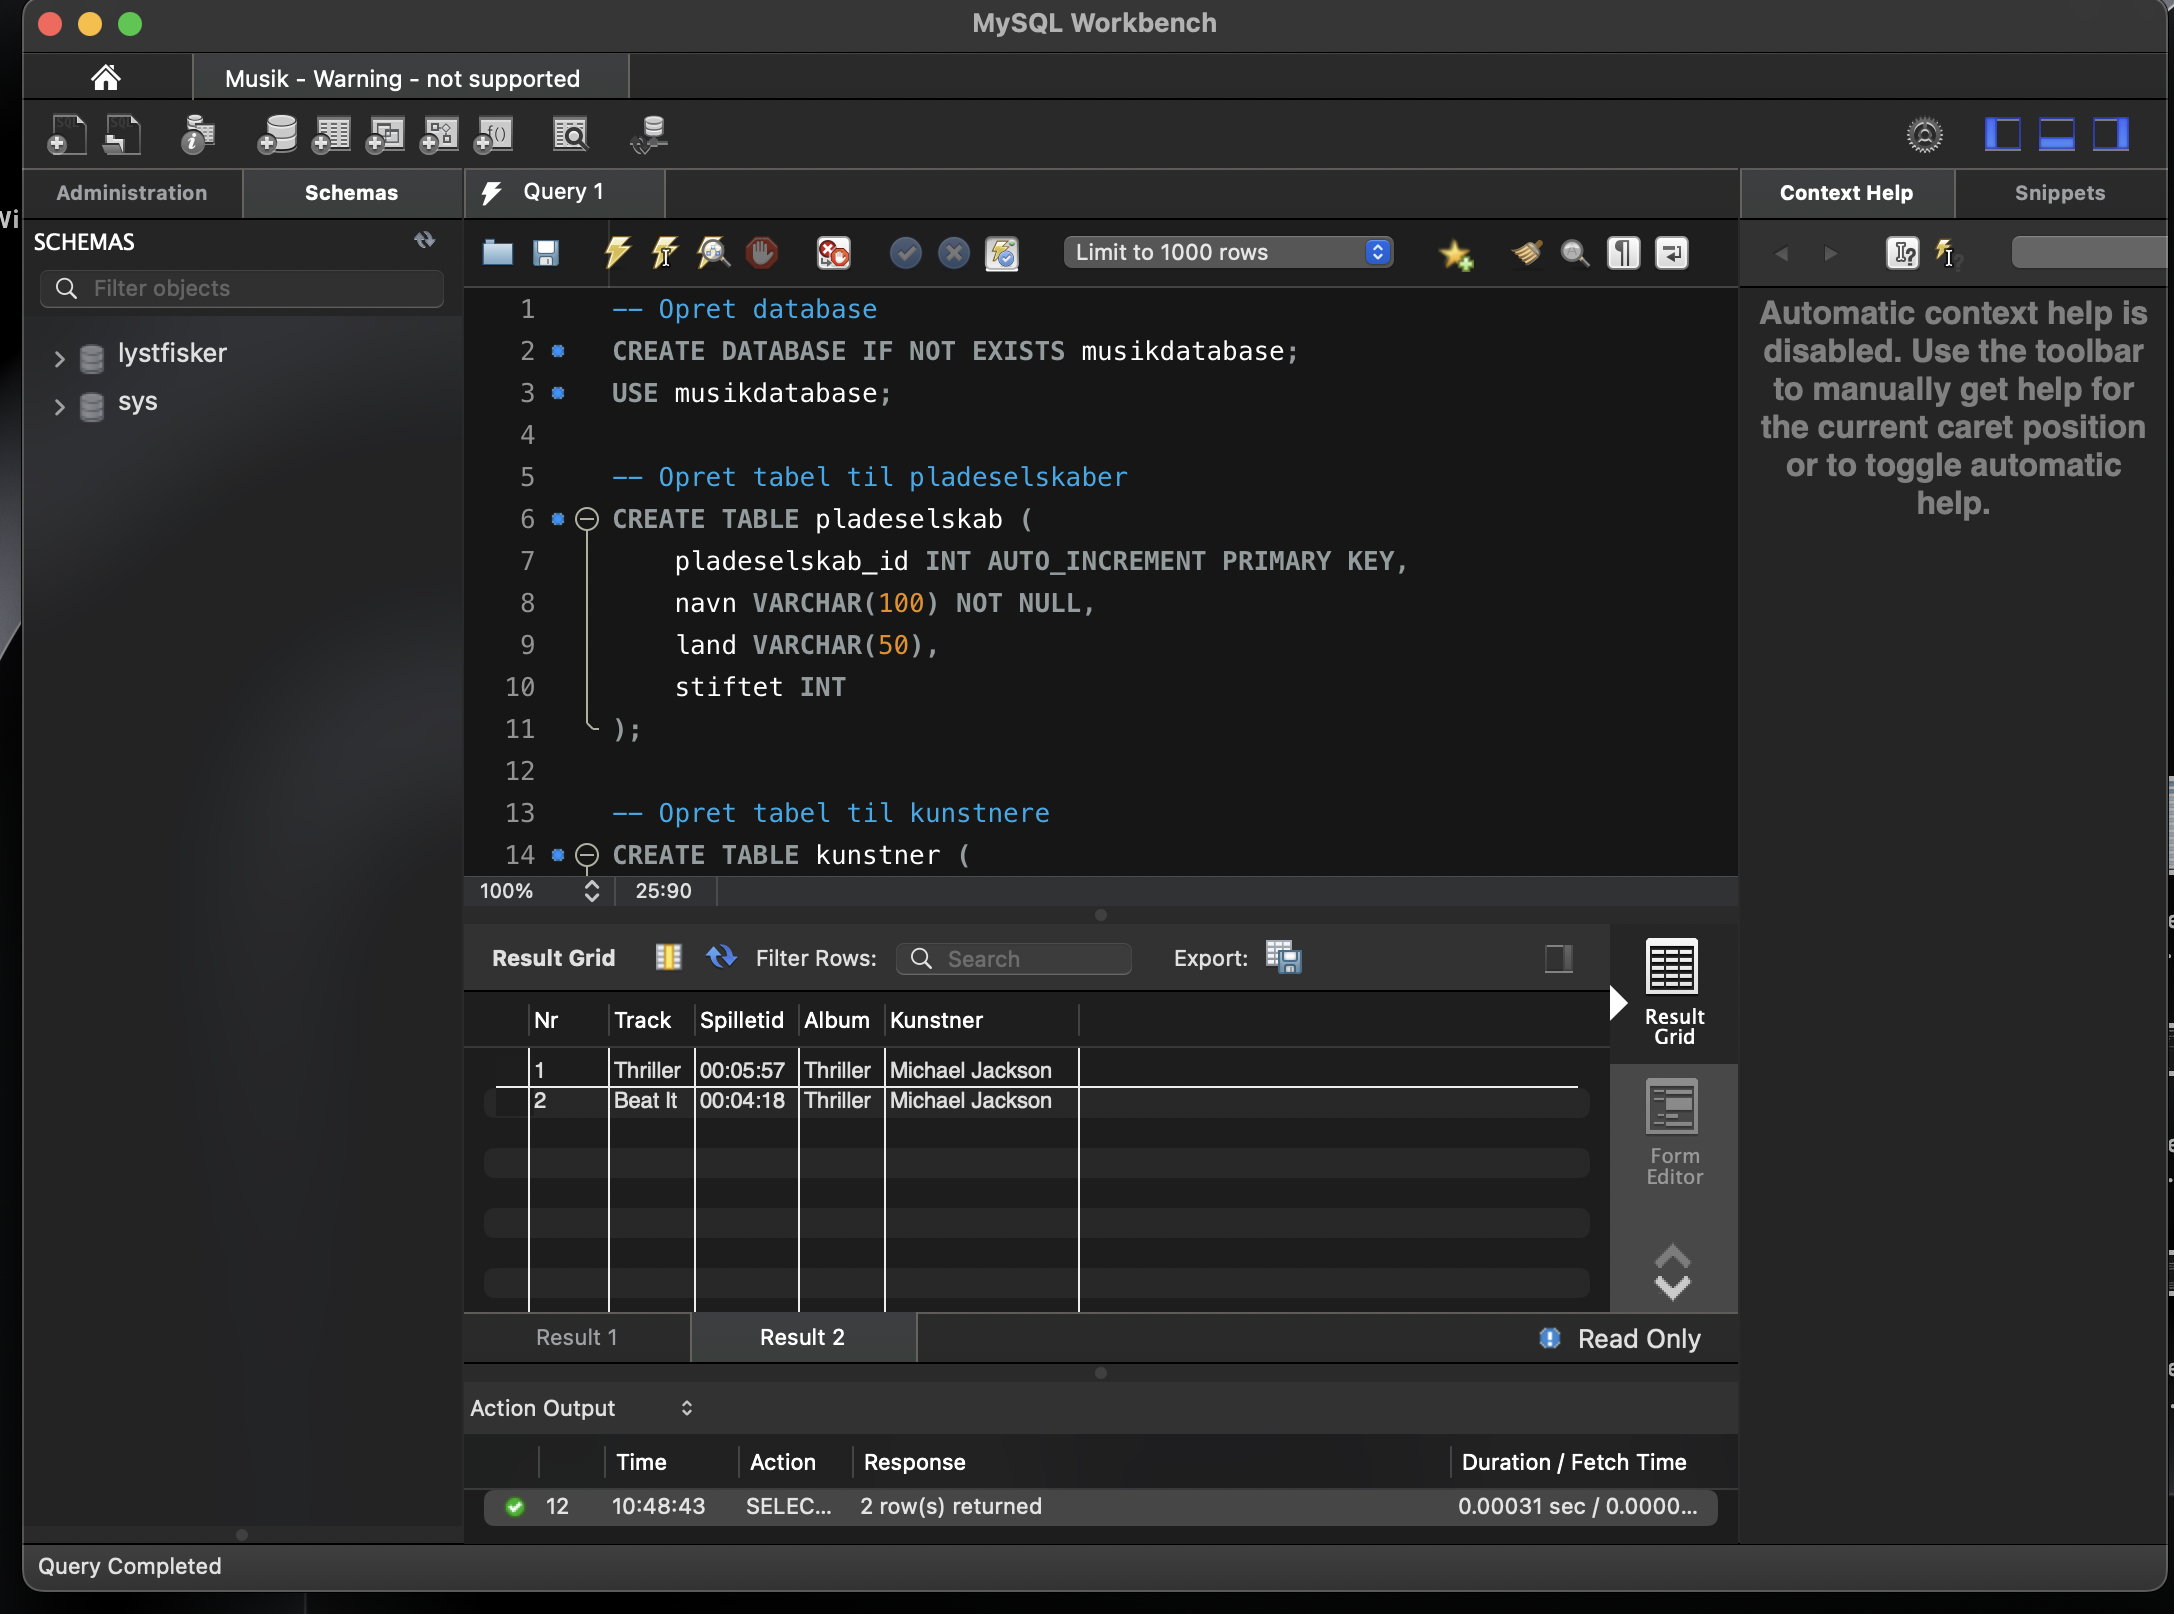 MySQL Workbench
Musik - Warning - not supported
Administration
Schemas
Query 1
Context Help
Snippets
SCHEMAS
Filter objects
lystfisker
sys
Limit to 1000 rows
1 -- Opret database
2 CREATE DATABASE IF NOT EXISTS musikdatabase;
3 USE musikdatabase;
4
5 -- Opret tabel til pladeselskaber
6 CREATE TABLE pladeselskab (
7 pladeselskab_id INT AUTO_INCREMENT PRIMARY KEY,
8 navn VARCHAR(100) NOT NULL,
9 land VARCHAR(50),
10 stiftet INT
11 );
12
13 -- Opret tabel til kunstnere
14 CREATE TABLE kunstner (
100% 25:90
Automatic context help is
disabled. Use the toolbar
to manually get help for
the current caret position
or to toggle automatic
help.
Result Grid Filter Rows: Search Export:
Nr Track Spilletid Album Kunstner
1 Thriller 00:05:57 Thriller Michael Jackson
2 Beat It 00:04:18 Thriller Michael Jackson
Result
Grid
Form
Editor
Result 1 Result 2 Read Only
Action Output
Time Action Response Duration / Fetch Time
12 10:48:43 SELEC... 2 row(s) returned 0.00031 sec / 0.0000...
Query Completed